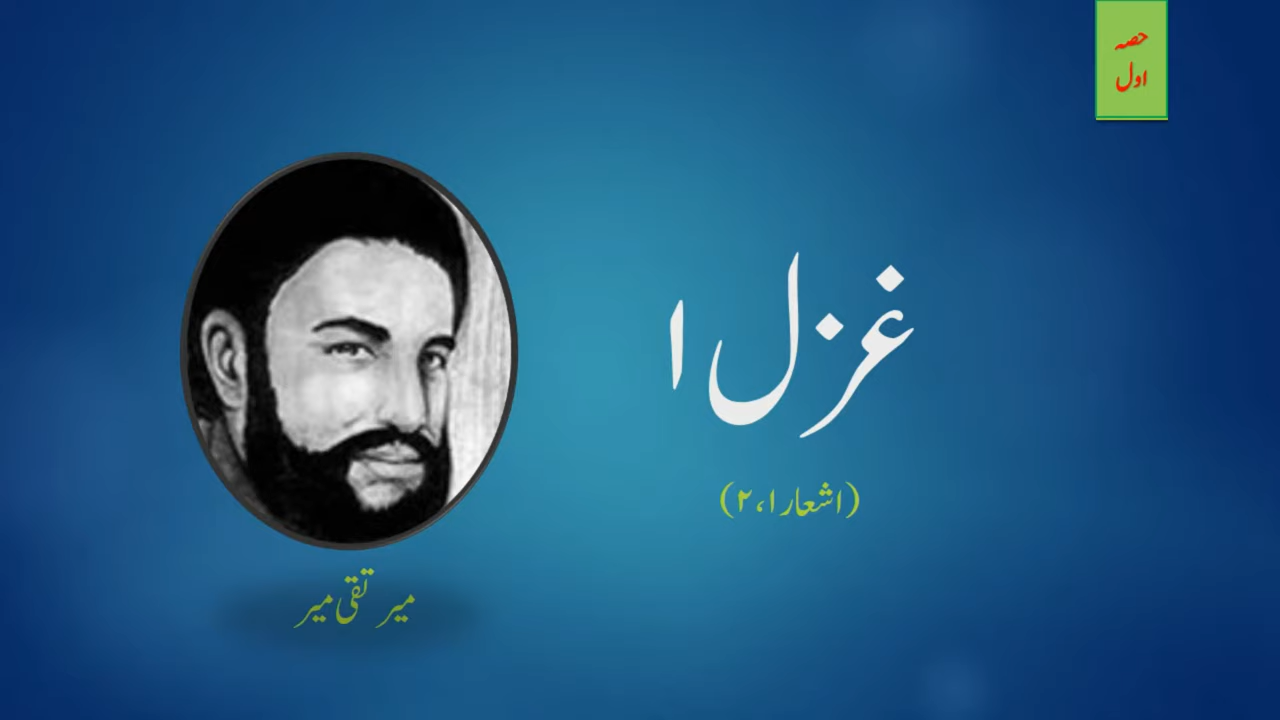 حصہ
اول
غزل ۱
(اشعار ۱، ۲)
میر تقی میر